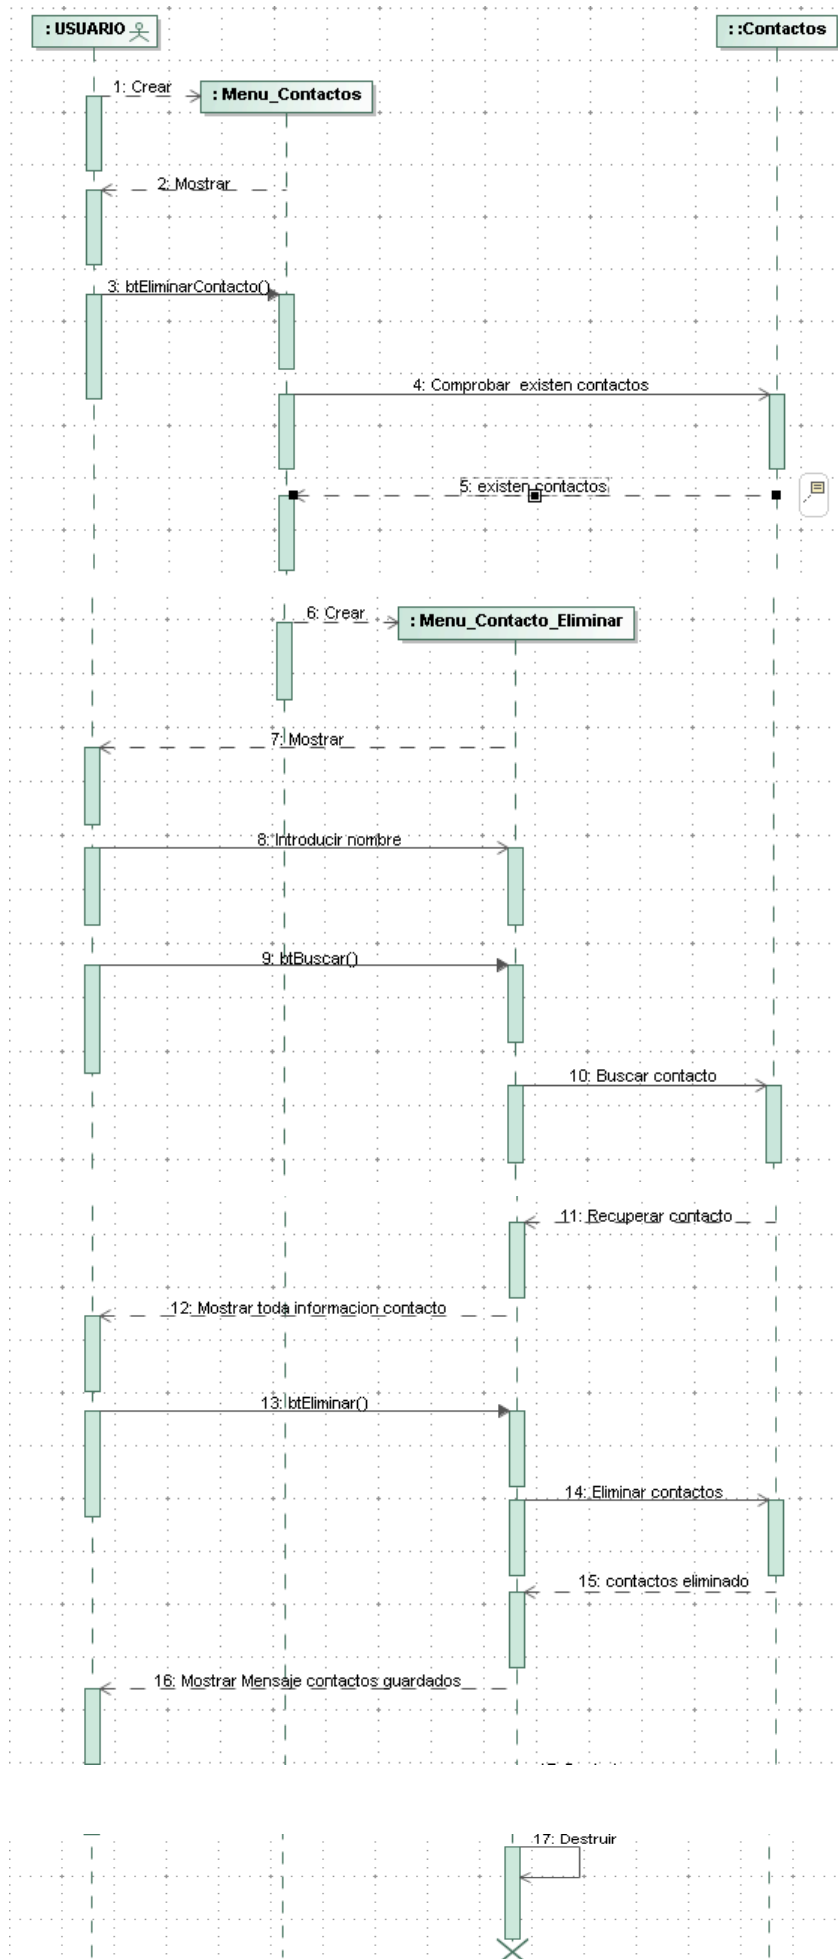 : USUARIO
: :Contactos
1: Crear
: Menu_Contactos
2: Mostrar
3: btEliminarContacto()
4: Comprobar existen contactos
5: existen contactos
6: Crear
: Menu_Contacto_Eliminar
7: Mostrar
8: Introducir nombre
9: btBuscar()
10: Buscar contacto
11: Recuperar contacto
12: Mostrar toda informacion contacto
13: btEliminar()
14: Eliminar contactos
15: contactos eliminado
16: Mostrar Mensaje contactos guardados
17: Destruir